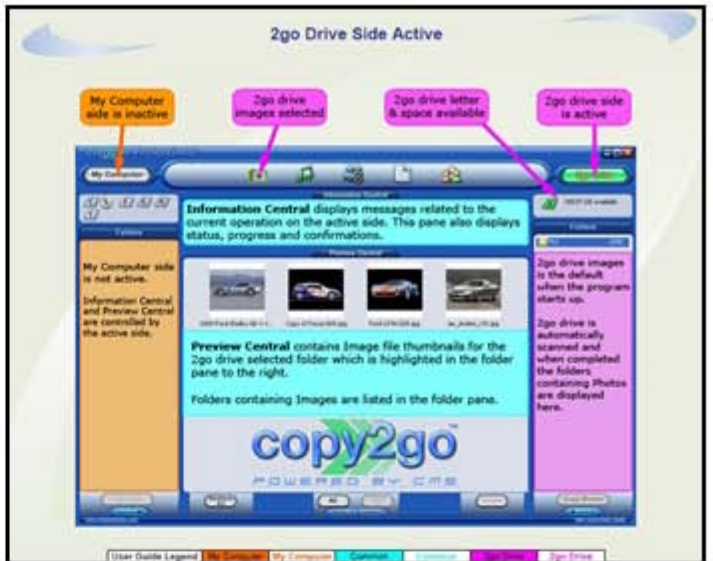 2go Drive Side Active
My Computer
side is inactive
2go drive
images selected
2go drive letter
& space available
2go drive side
is active
My Computer
Information Central displays messages related to the
current operation on the active side. This pane also displays
status, progress and confirmations.
Folders
Folders
Preview Central
My Computer side
is not active.
Information Central
and Preview Central
are controlled by
the active side.
2go drive images
is the default
when the program
starts up.
2go drive is
automatically
scanned and
when completed
the folders
containing Photos
are displayed
here.
Preview Central contains Image file thumbnails for the
2go drive selected folder which is highlighted in the folder
pane to the right.
Folders containing Images are listed in the folder pane.
copy2go™
POWERED BY CMS
All
User Guide Legend My Computer My Computer Common Common 2go Drive 2go Drive